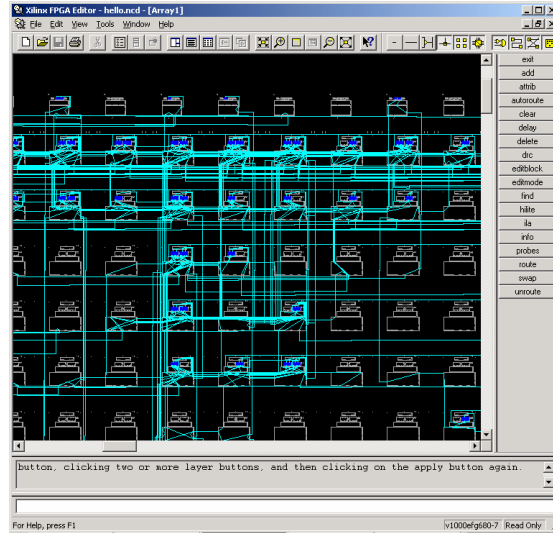 Xilinx FPGA Editor - hello.ncd - [Array1]
File Edit View Tools Window Help
exit
add
attrib
autoroute
clear
delay
delete
drc
editblock
editmode
find
hilite
ila
info
probes
route
swap
unroute
button, clicking two or more layer buttons, and then clicking on the apply button again.
For Help, press F1
v1000efg680-7 Read Only